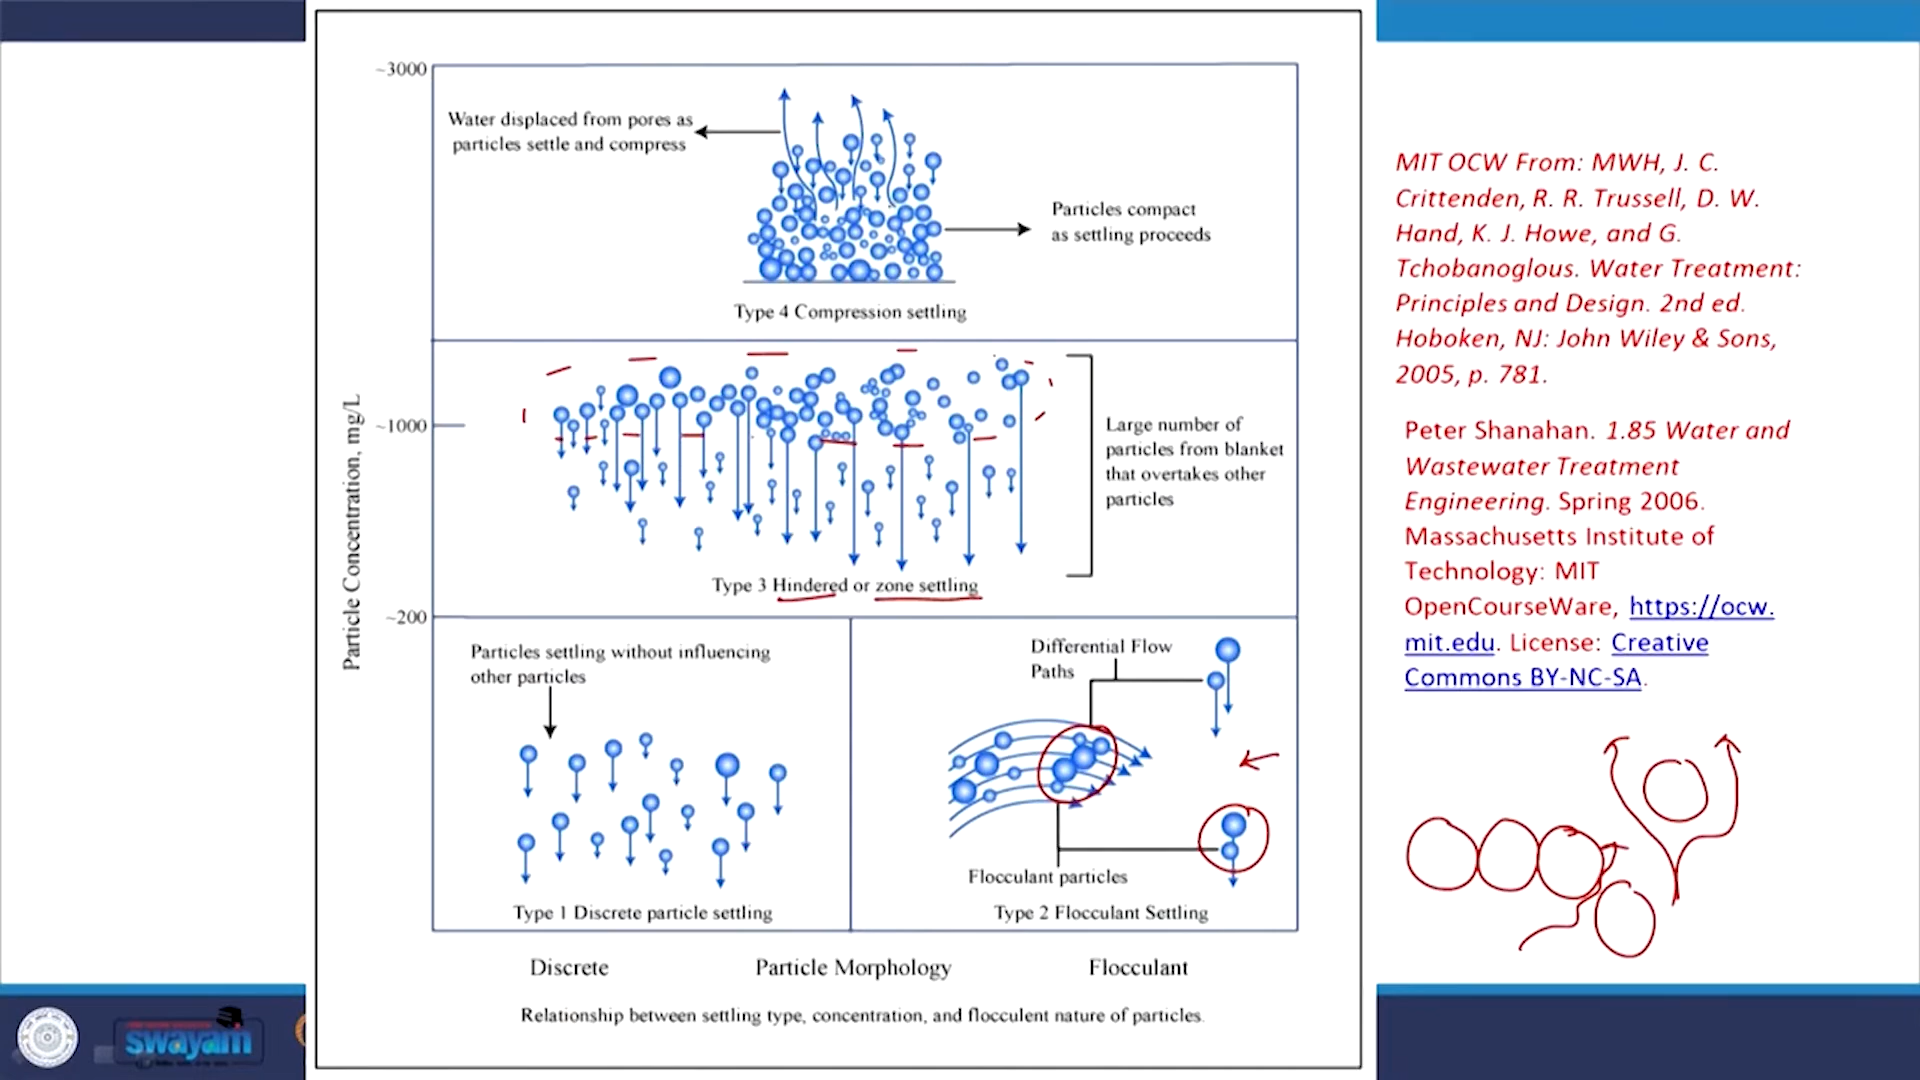 ~3000
Water displaced from pores as
particles settle and compress
Particles compact
as settling proceeds
Type 4 Compression settling
Particle Concentration, mg/L
~1000
Large number of
particles from blanket
that overtakes other
particles
Type 3 Hindered or zone settling
~200
Particles settling without influencing
other particles
Differential Flow
Paths
Flocculant particles
Type 1 Discrete particle settling
Type 2 Flocculant Settling
Discrete
Particle Morphology
Flocculant
Relationship between settling type, concentration, and flocculent nature of particles.
MIT OCW From: MWH, J. C.
Crittenden, R. R. Trussell, D. W.
Hand, K. J. Howe, and G.
Tchobanoglous. Water Treatment:
Principles and Design. 2nd ed.
Hoboken, NJ: John Wiley & Sons,
2005, p. 781.
Peter Shanahan. 1.85 Water and
Wastewater Treatment
Engineering. Spring 2006.
Massachusetts Institute of
Technology: MIT
OpenCourseWare, https://ocw.
mit.edu. License: Creative
Commons BY-NC-SA.
swayam